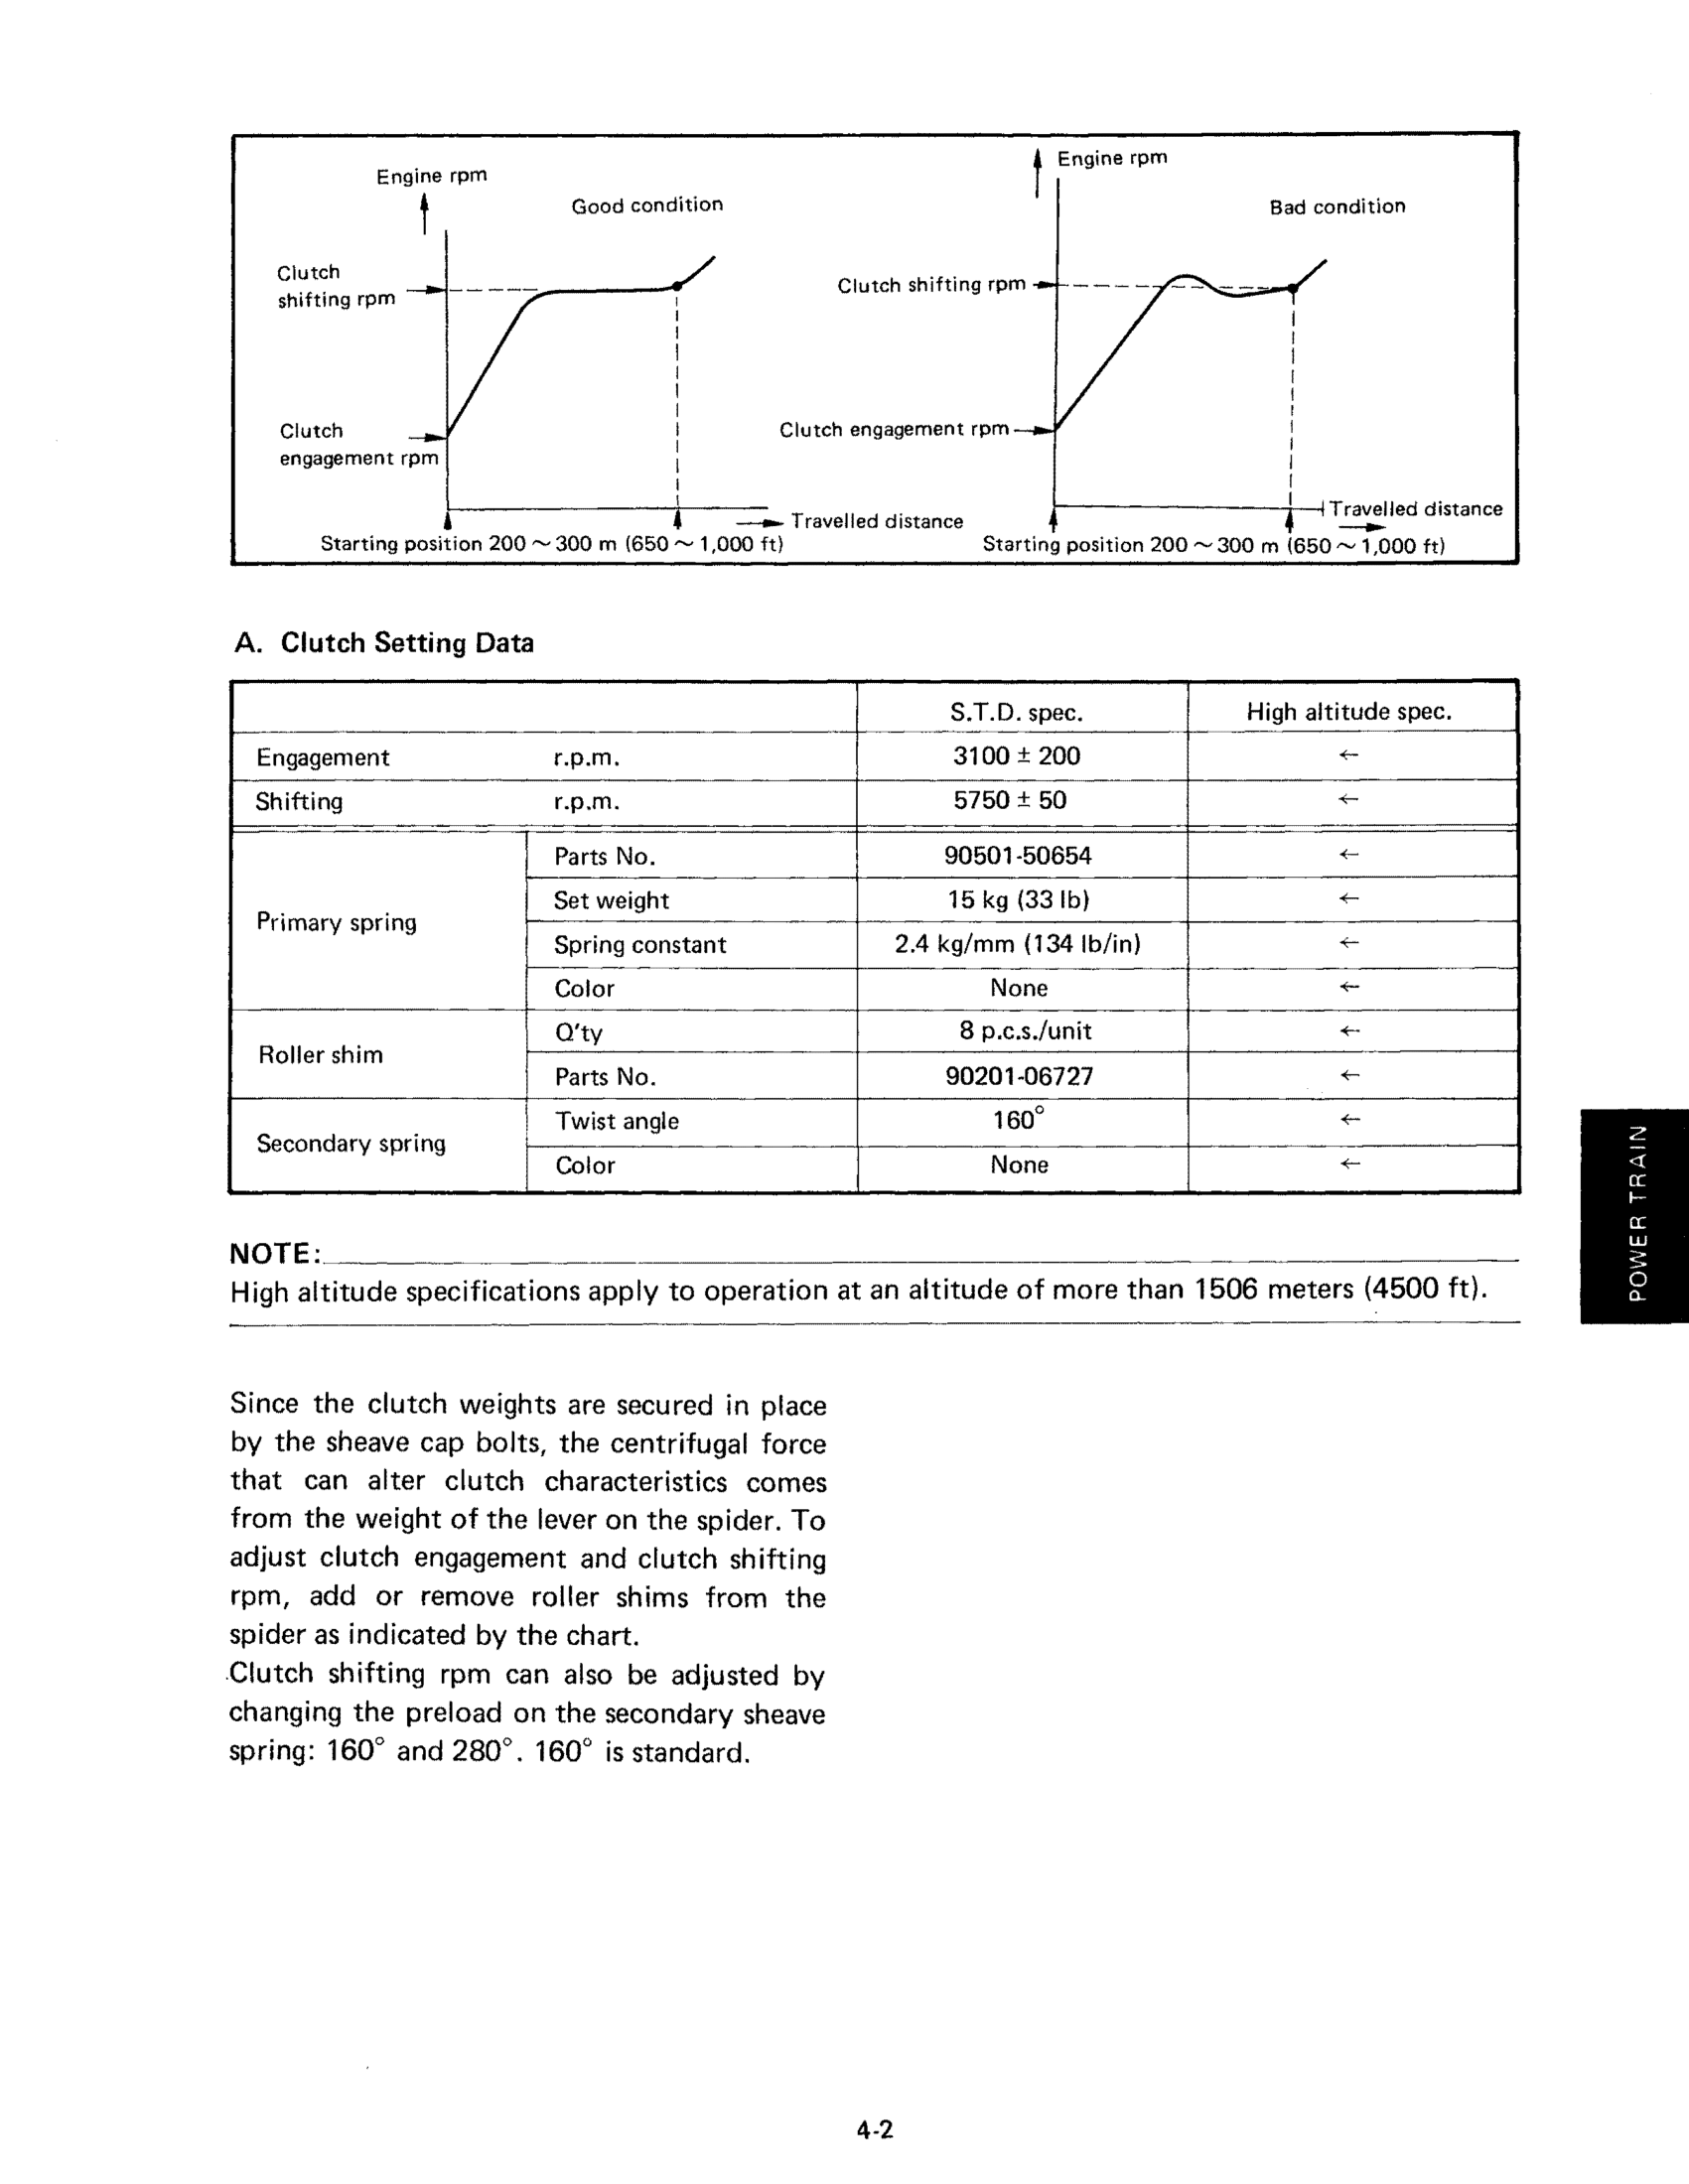 Engine rpm
Good condition
Clutch
shifting rpm
Clutch
engagement rpm
Travelled distance
Starting position 200 ~ 300 m (650 ~ 1,000 ft)
Engine rpm
Bad condition
Clutch shifting rpm
Clutch engagement rpm
Travelled distance
Starting position 200 ~ 300 m (650 ~ 1,000 ft)
A. Clutch Setting Data
S.T.D. spec. High altitude spec.
Engagement r.p.m. 3100 ± 200 ←
Shifting r.p.m. 5750 ± 50 ←
Primary spring
Parts No. 90501-50654 ←
Set weight 15 kg (33 lb) ←
Spring constant 2.4 kg/mm (134 lb/in) ←
Color None ←
Roller shim
Q'ty 8 p.c.s./unit ←
Parts No. 90201-06727 ←
Secondary spring
Twist angle 160° ←
Color None ←
NOTE:
High altitude specifications apply to operation at an altitude of more than 1506 meters (4500 ft).
POWER TRAIN
Since the clutch weights are secured in place
by the sheave cap bolts, the centrifugal force
that can alter clutch characteristics comes
from the weight of the lever on the spider. To
adjust clutch engagement and clutch shifting
rpm, add or remove roller shims from the
spider as indicated by the chart.
Clutch shifting rpm can also be adjusted by
changing the preload on the secondary sheave
spring: 160° and 280°. 160° is standard.
4-2